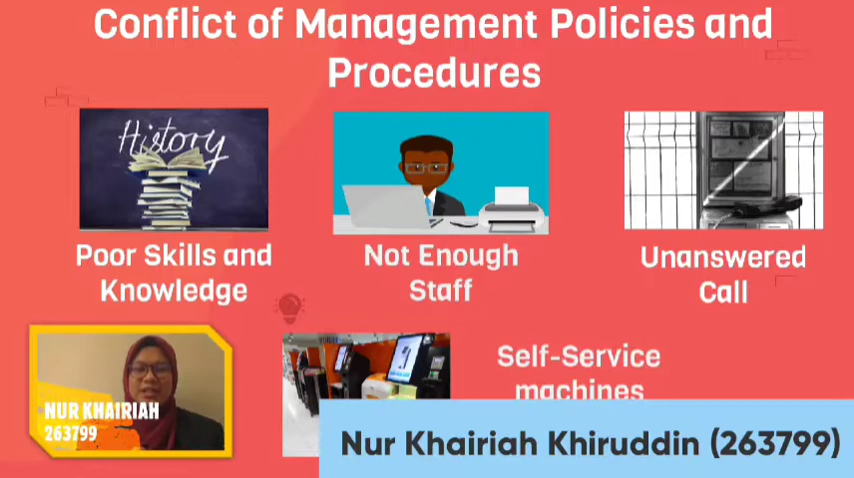 Conflict of Management Policies and
Procedures
History
Poor Skills and
Knowledge
Not Enough
Staff
Unanswered
Call
Self-Service
machines
NUR KHAIRIAH
263799
Nur Khairiah Khiruddin (263799)